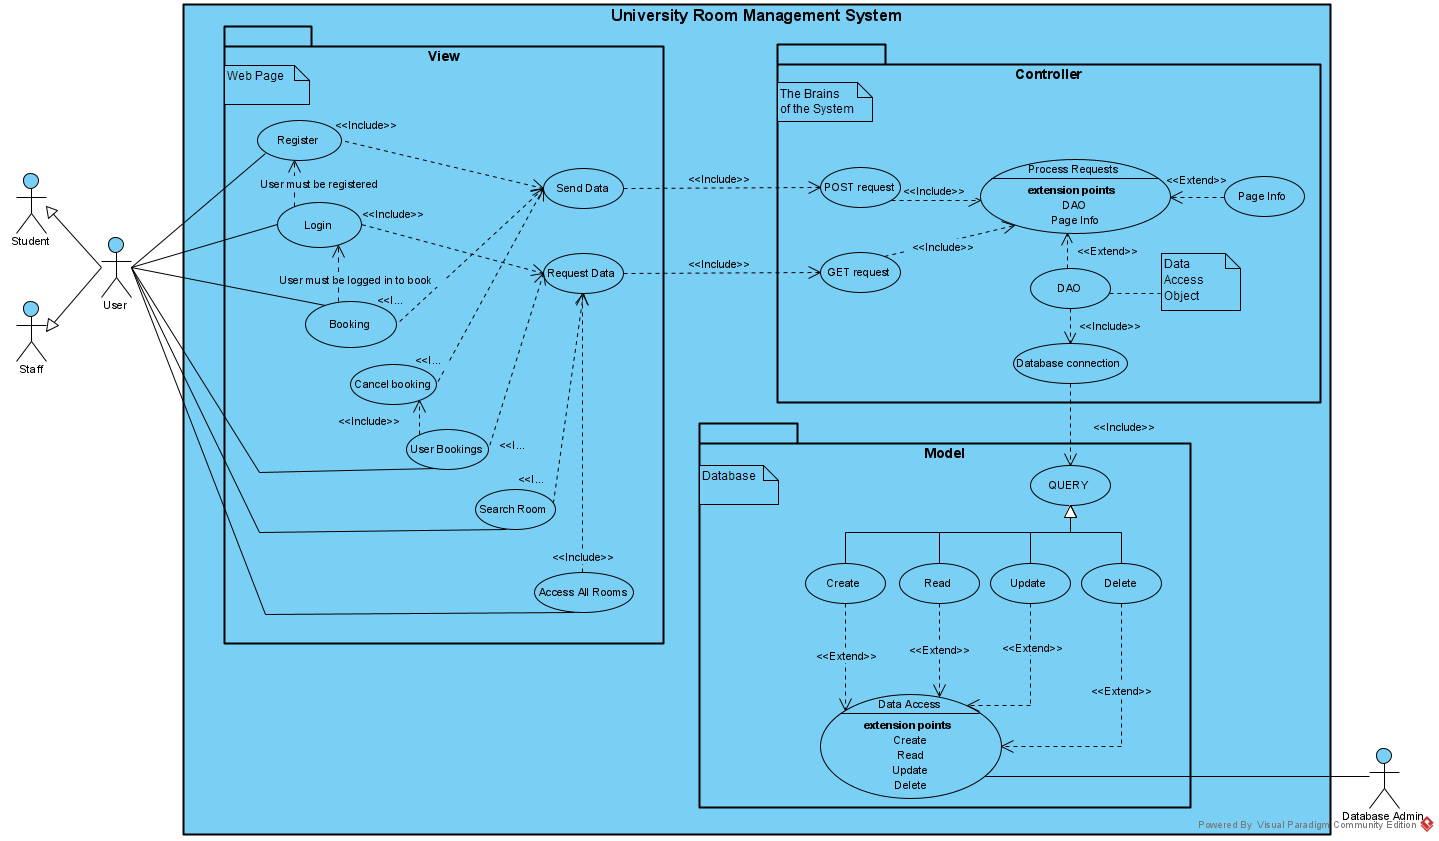 University Room Management System
View
Web Page
Register
<<Include>>
User must be registered
Login
<<Include>>
User must be logged in to book
<<I...
Booking
<<I...
Cancel booking
<<Include>>
User Bookings
<<I...
<<I...
Search Room
<<Include>>
Access All Rooms
Send Data
Request Data
<<Include>>
<<Include>>
Student
User
Staff
Controller
The Brains
of the System
POST request
<<Include>>
GET request
<<Include>>
Process Requests
extension points
DAO
Page Info
<<Extend>>
Page Info
<<Extend>>
DAO
Data
Access
Object
<<Include>>
Database connection
<<Include>>
Model
Database
QUERY
Create
Read
Update
Delete
<<Extend>>
<<Extend>>
<<Extend>>
<<Extend>>
Data Access
extension points
Create
Read
Update
Delete
Database Admin
Powered By Visual Paradigm Community Edition